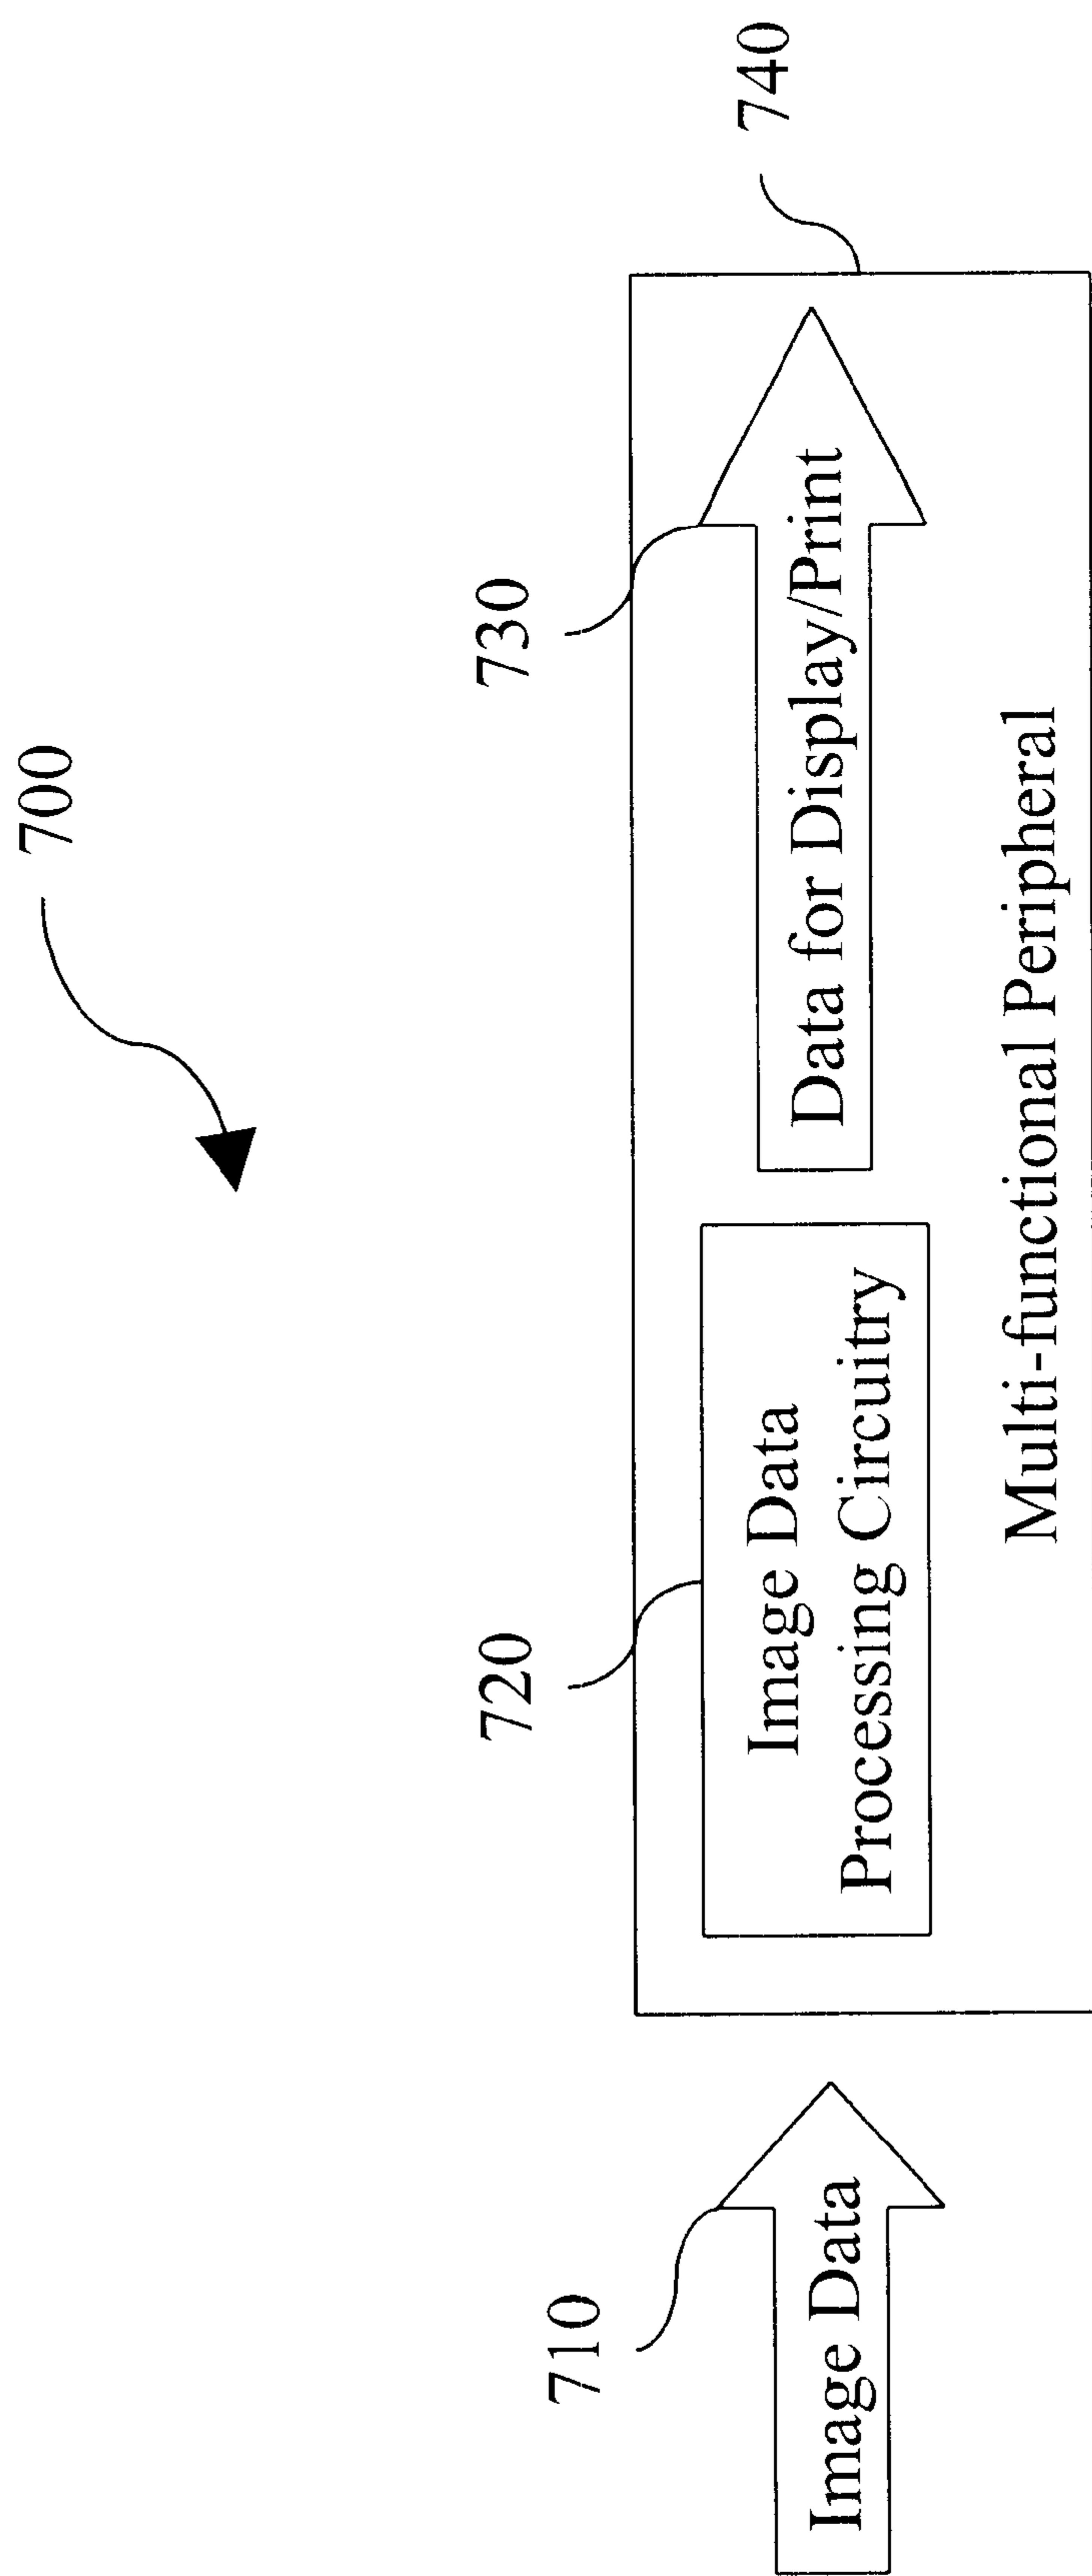 700
710
720
730
740
Image Data
Image Data
Processing Circuitry
Data for Display/Print
Multi-functional Peripheral